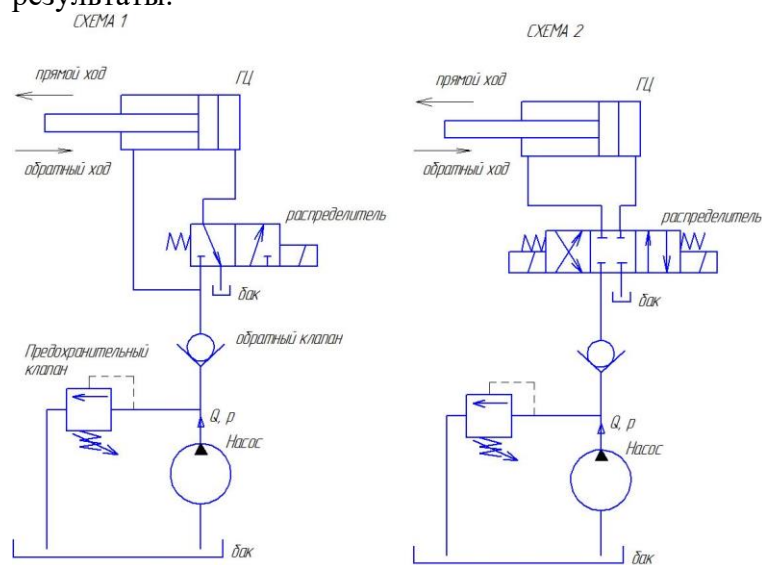 результаты.
СХЕМА 1
СХЕМА 2
прямой ход
ГЦ
обратный ход
распределитель
бак
обратный клапан
Предохранительный
клапан
Q, p
Насос
бак
прямой ход
ГЦ
обратный ход
распределитель
бак
Q, p
Насос
бак